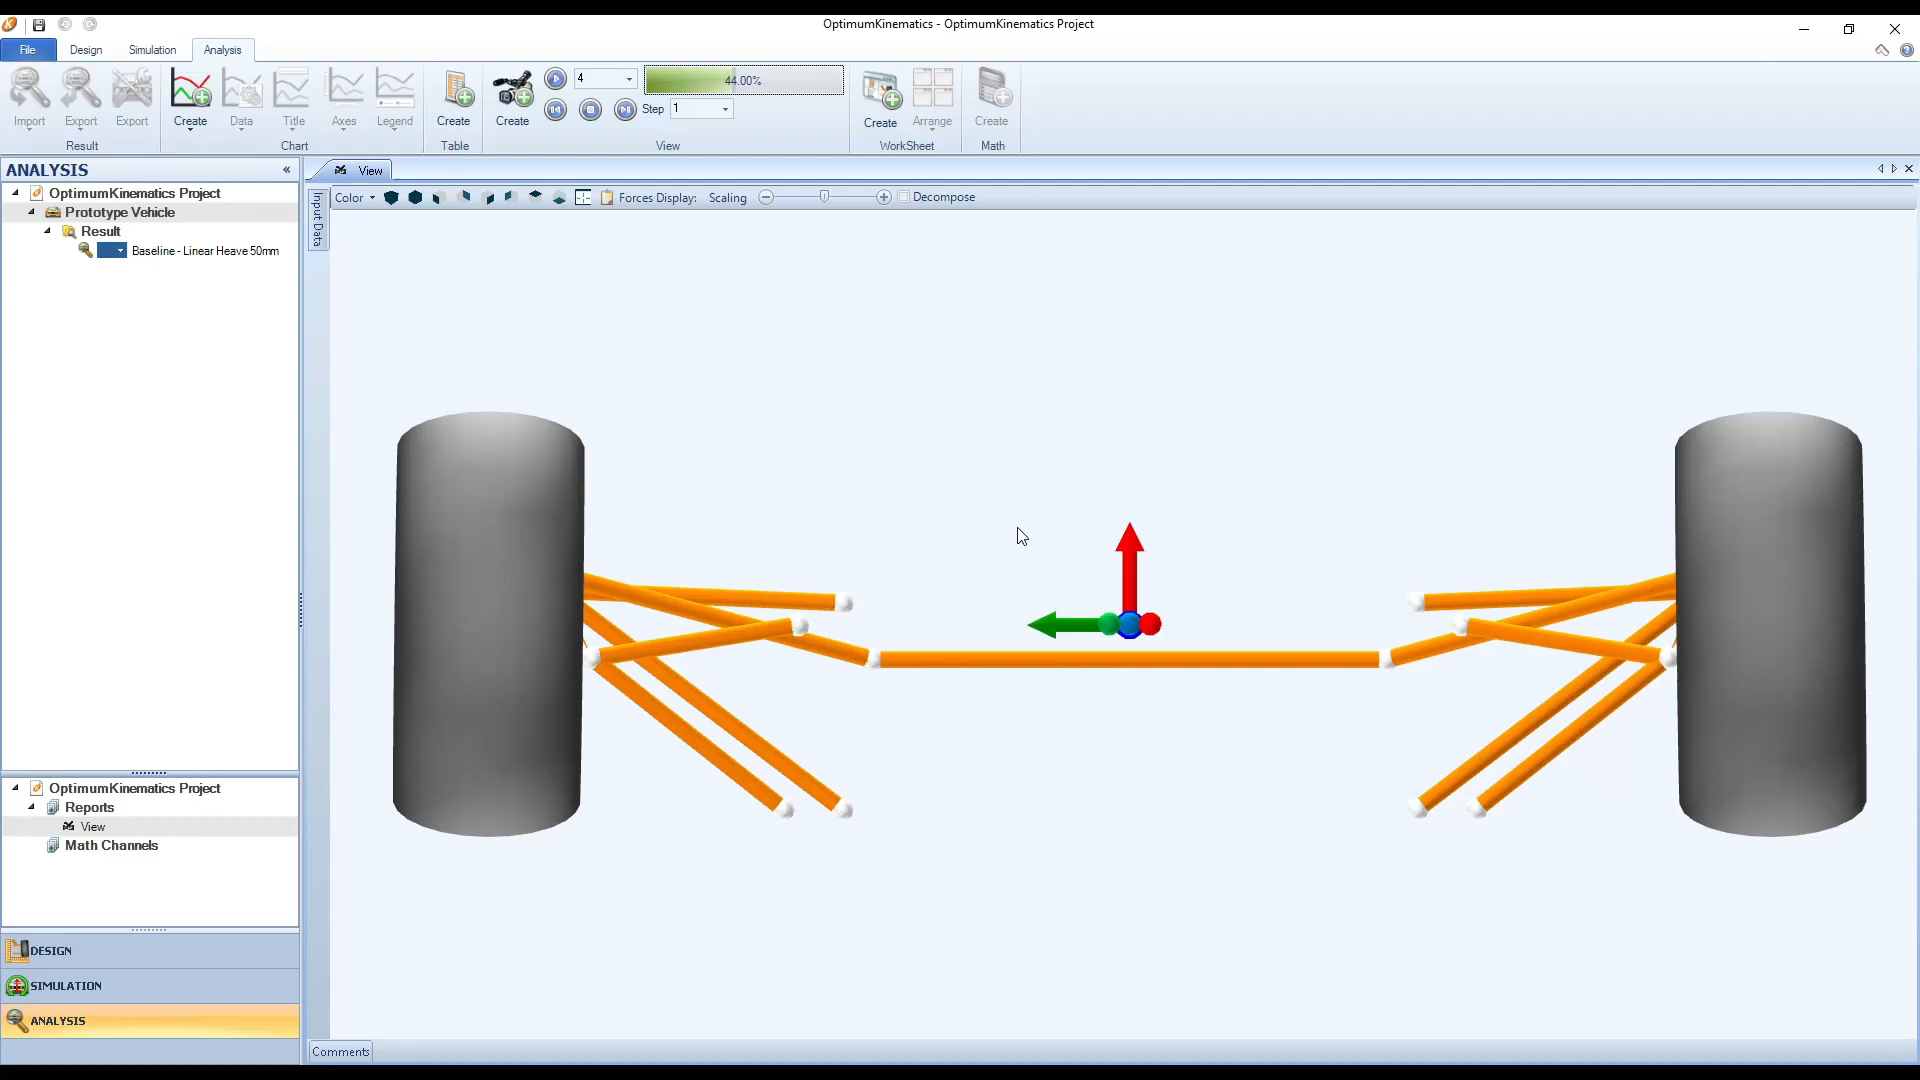 OptimumKinematics - OptimumKinematics Project
File Design Simulation Analysis
Import Export Export Create Data Title Axes Legend Create Create 4 44.00% Step 1 Create Arrange Create
Result Chart Table View WorkSheet Math
ANALYSIS
OptimumKinematics Project
Prototype Vehicle
Result
Baseline - Linear Heave 50mm
View
Input Data
Color Forces Display: Scaling Decompose
OptimumKinematics Project
Reports
View
Math Channels
DESIGN
SIMULATION
ANALYSIS
Comments